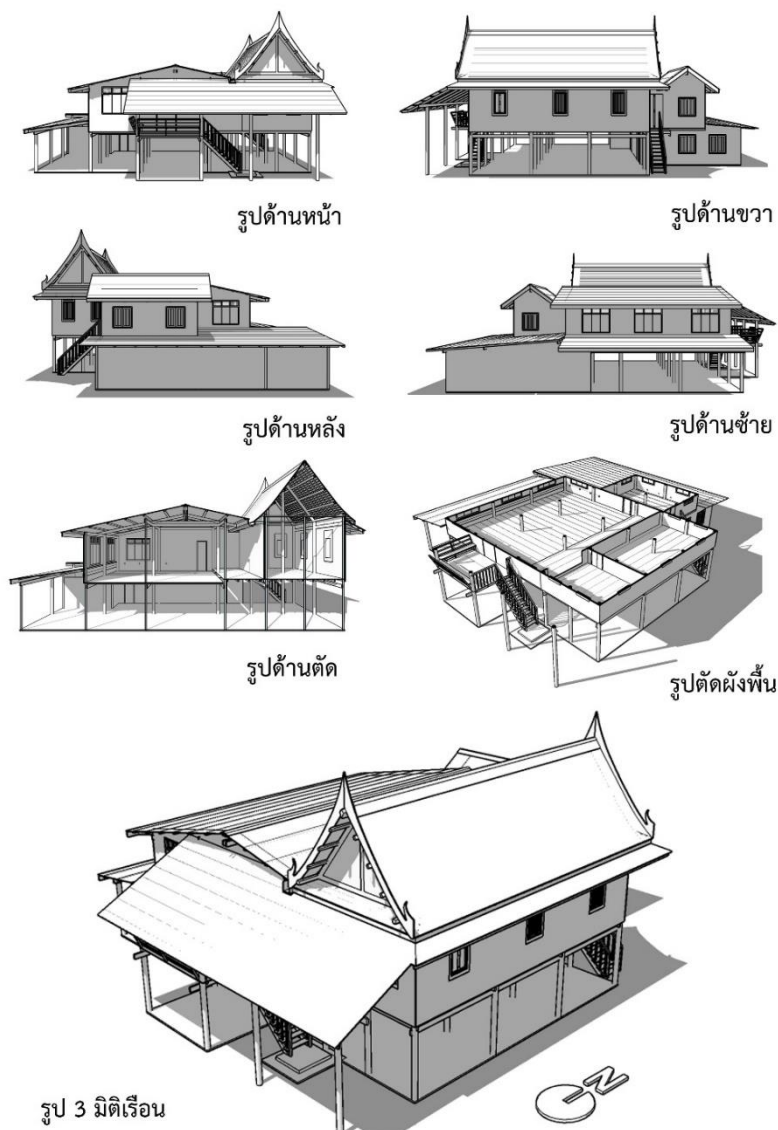 รูปด้านหน้า
รูปด้านขวา
รูปด้านหลัง
รูปด้านซ้าย
รูปด้านตัด
รูปตัดผังพื้น
รูป 3 มิติเรือน
N